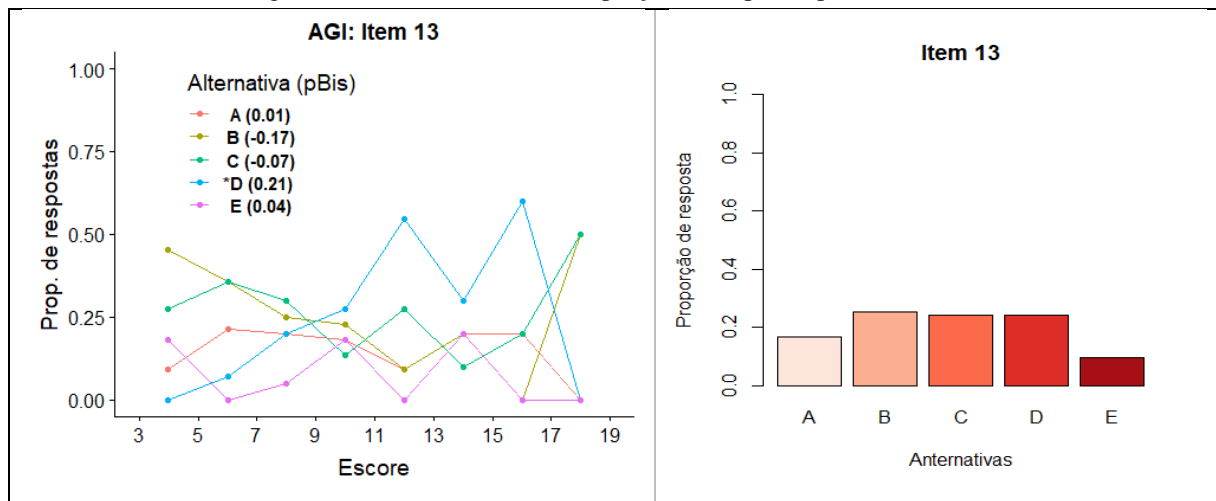 AGI: Item 13
1.00
0.75
0.50
0.25
0.00
Prop. de respostas
Alternativa (pBis)
A (0.01)
B (-0.17)
C (-0.07)
*D (0.21)
E (0.04)
3 5 7 9 11 13 15 17 19
Escore
Item 13
Proporção de resposta
1.0
0.8
0.6
0.4
0.2
0.0
A B C D E
Anternativas